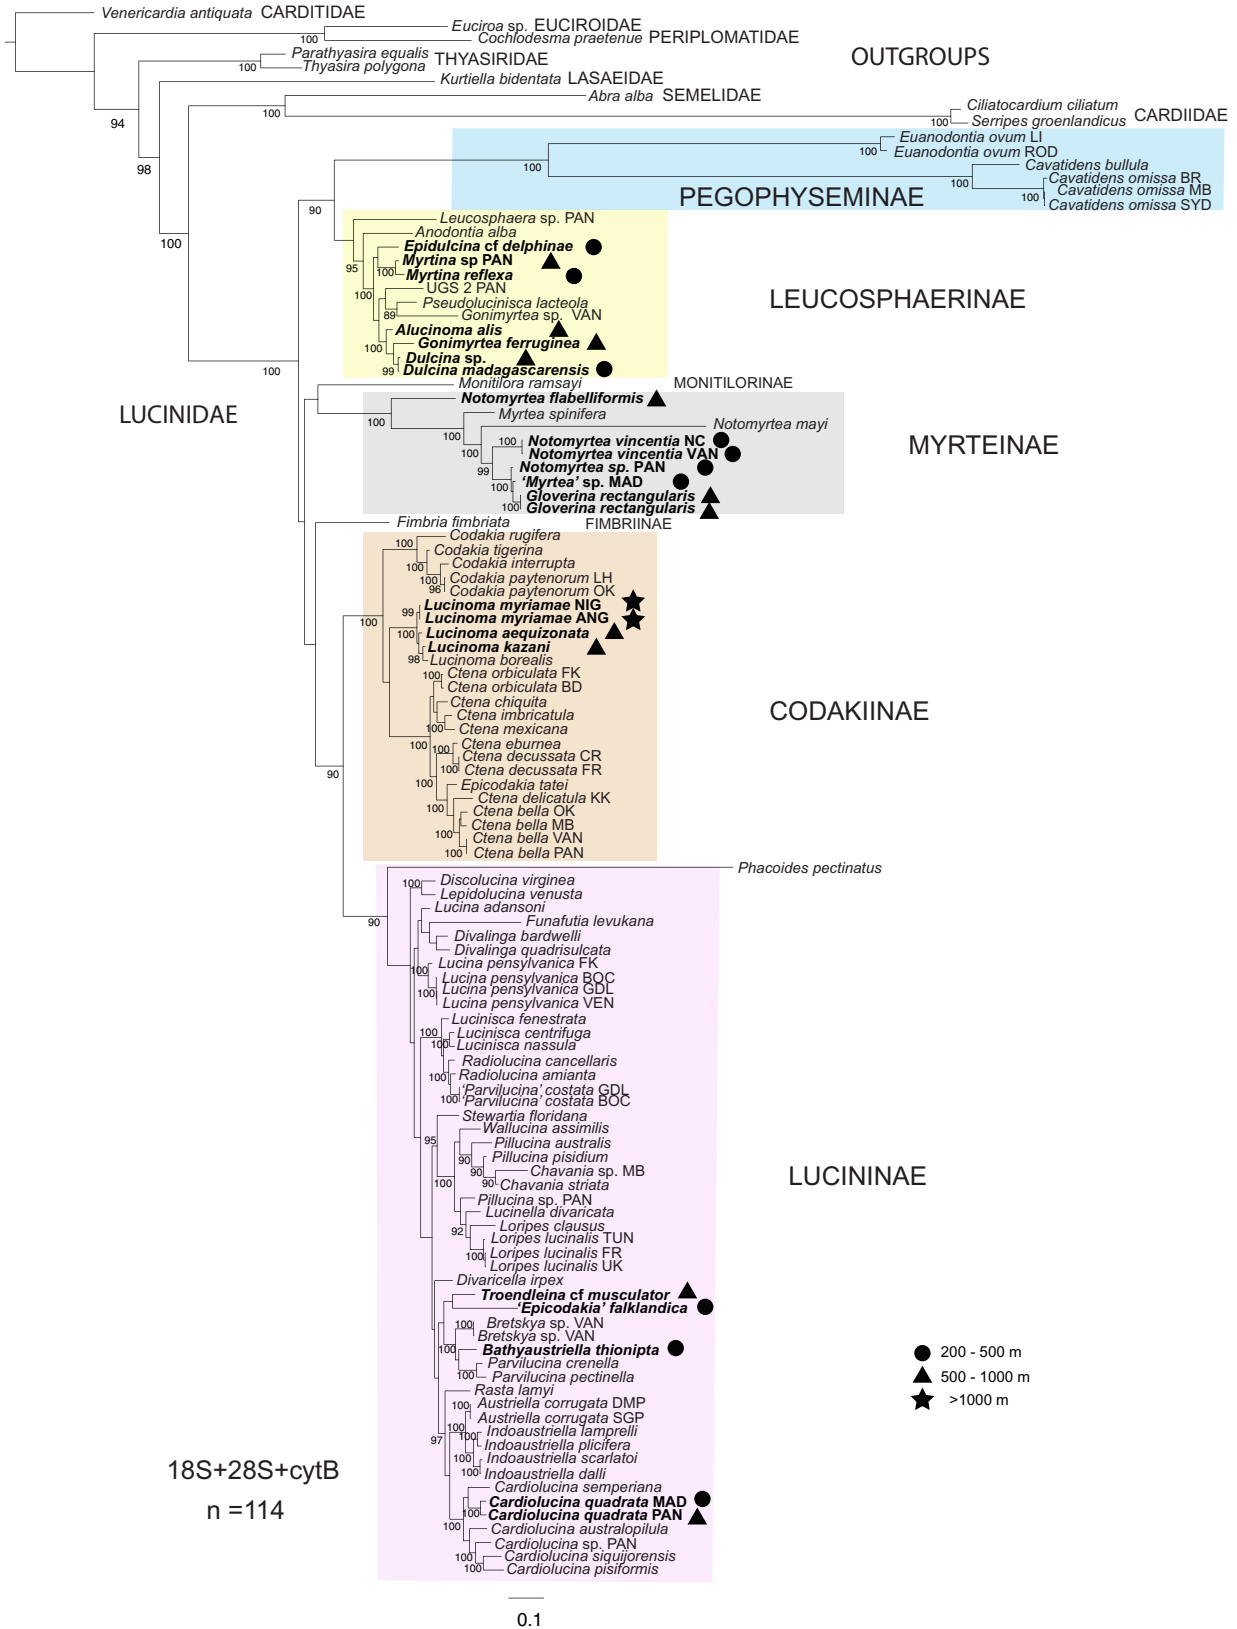 Venericardia antiquata CARDITIDAE
Euciroa sp. EUCIROIDAE
100
Cochlodesma praetenue PERIPLOMATIDAE
Parathyasira equalis
THYASIRIDAE
100
Thyasira polygona
OUTGROUPS
Kurtiella bidentata LASAEIDAE
Abra alba SEMELIDAE
100
Ciliatocardium ciliatum
CARDIIDAE
100
Serripes groenlandicus
94
Euanodontia ovum LI
100
Euanodontia ovum ROD
100
Cavatidens bullula
98
100
Cavatidens omissa BR
Cavatidens omissa MB
100
Cavatidens omissa SYD
PEGOPHYSEMINAE
90
Leucosphaera sp. PAN
Anodontia alba
100
Epidulcina cf delphinae
95
Myrtina sp PAN
100
Myrtina reflexa
100
UGS 2 PAN
Pseudolucinisca lacteola
LEUCOSPHAERINAE
89
Gonimyrtea sp. VAN
Alucinoma alis
Gonimyrtea ferruginea
100
Dulcina sp.
99
Dulcina madagascarensis
100
Monitilora ramsayi MONITILORINAE
Notomyrtea flabelliformis
LUCINIDAE
Myrtea spinifera
100
Notomyrtea mayi
100
Notomyrtea vincentia NC
100
Notomyrtea vincentia VAN
MYRTEINAE
99
Notomyrtea sp. PAN
100
'Myrtea' sp. MAD
Gloverina rectangularis
100
Gloverina rectangularis
Fimbria fimbriata FIMBRIINAE
Codakia rugifera
100
Codakia tigerina
100
Codakia interrupta
100
Codakia paytenorum LH
96
Codakia paytenorum OK
Lucinoma myriamae NIG
99
Lucinoma myriamae ANG
100
Lucinoma aequizonata
100
Lucinoma kazani
98
Lucinoma borealis
100
Ctena orbiculata FK
Ctena orbiculata BD
Ctena chiquita
CODAKIINAE
Ctena imbricatula
100
Ctena mexicana
100
Ctena eburnea
100
Ctena decussata CR
100
Ctena decussata FR
90
100
Epicodakia tatei
Ctena delicatula KK
100
Ctena bella OK
Ctena bella MB
100
Ctena bella VAN
100
Ctena bella PAN
Phacoides pectinatus
Discolucina virginea
100
Lepidolucina venusta
Lucina adansoni
90
Funafutia levukana
Divalinga bardwelli
Divalinga quadrisulcata
Lucina pensylvanica FK
100
Lucina pensylvanica BOC
Lucina pensylvanica GDL
100
Lucina pensylvanica VEN
Lucinisca fenestrata
100
Lucinisca centrifuga
100
Lucinisca nassula
Radiolucina cancellaris
100
Radiolucina amianta
'Parvilucina' costata GDL
100
'Parvilucina' costata BOC
Stewartia floridana
Wallucina assimilis
95
Pillucina australis
90
Pillucina pisidium
90
Chavania sp. MB
LUCININAE
90
Chavania striata
100
Pillucina sp. PAN
Lucinella divaricata
92
Loripes clausus
Loripes lucinalis TUN
100
Loripes lucinalis FR
Loripes lucinalis UK
Divaricella irpex
Troendleina cf musculator
'Epicodakia' falklandica
100
Bretskya sp. VAN
Bretskya sp. VAN
100
Bathyaustriella thionipta
200 - 500 m
Parvilucina crenella
100
Parvilucina pectinella
500 - 1000 m
Rasta lamyi
>1000 m
100
Austriella corrugata DMP
Austriella corrugata SGP
100
100
Indoaustriella lamprelli
97
Indoaustriella plicifera
100
Indoaustriella scarlatoi
100
Indoaustriella dalli
18S+28S+cytB
Cardiolucina semperiana
Cardiolucina quadrata MAD
n =114
100
Cardiolucina quadrata PAN
100
Cardiolucina australopilula
Cardiolucina sp. PAN
100
Cardiolucina siquijorensis
100
Cardiolucina pisiformis
0.1